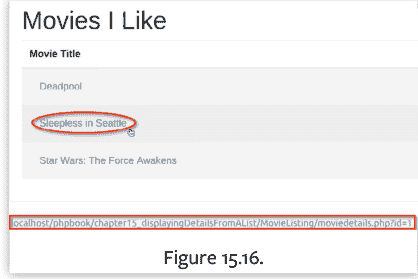 Movies I Like
Movie Title
Deadpool
Sleepless in Seattle
Star Wars: The Force Awakens
localhost/phpbook/chapter15_displayingDetailsFromAList/MovieListing/moviedetails.php?id=1
Figure 15.16.